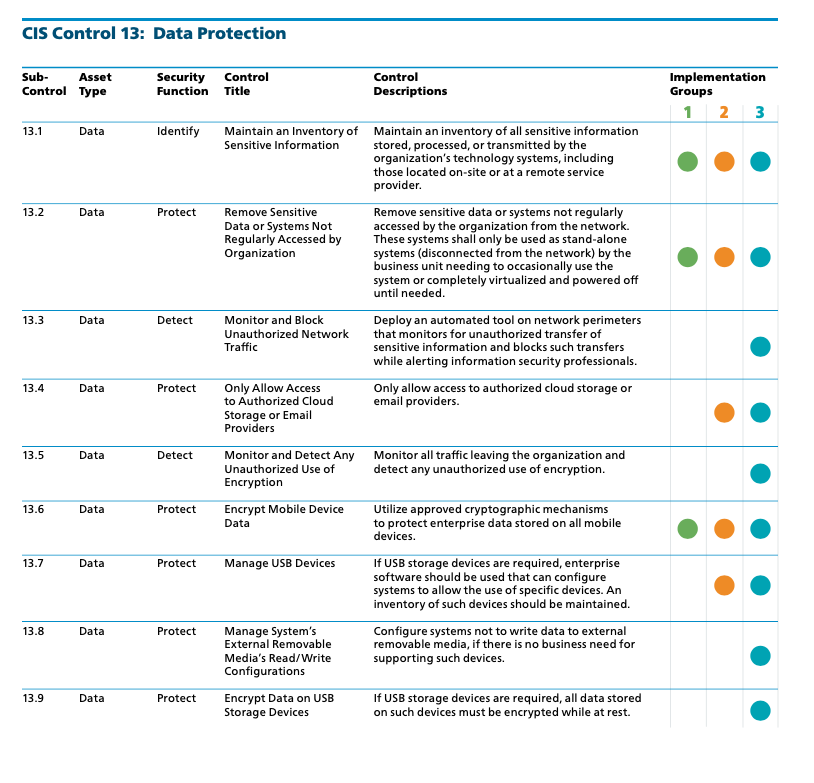 CIS Control 13: Data Protection
Sub- Asset Security Control Control Implementation
Control Type Function Title Descriptions Groups
1 2 3
13.1 Data Identify Maintain an Inventory of Maintain an inventory of all sensitive information
Sensitive Information stored, processed, or transmitted by the
organization's technology systems, including
those located on-site or at a remote service
provider.
13.2 Data Protect Remove Sensitive Remove sensitive data or systems not regularly
Data or Systems Not accessed by the organization from the network.
Regularly Accessed by These systems shall only be used as stand-alone
Organization systems (disconnected from the network) by the
business unit needing to occasionally use the
system or completely virtualized and powered off
until needed.
13.3 Data Detect Monitor and Block Deploy an automated tool on network perimeters
Unauthorized Network that monitors for unauthorized transfer of
Traffic sensitive information and blocks such transfers
while alerting information security professionals.
13.4 Data Protect Only Allow Access Only allow access to authorized cloud storage or
to Authorized Cloud email providers.
Storage or Email
Providers
13.5 Data Detect Monitor and Detect Any Monitor all traffic leaving the organization and
Unauthorized Use of detect any unauthorized use of encryption.
Encryption
13.6 Data Protect Encrypt Mobile Device Utilize approved cryptographic mechanisms
Data to protect enterprise data stored on all mobile
devices.
13.7 Data Protect Manage USB Devices If USB storage devices are required, enterprise
software should be used that can configure
systems to allow the use of specific devices. An
inventory of such devices should be maintained.
13.8 Data Protect Manage System's Configure systems not to write data to external
External Removable removable media, if there is no business need for
Media's Read/Write supporting such devices.
Configurations
13.9 Data Protect Encrypt Data on USB If USB storage devices are required, all data stored
Storage Devices on such devices must be encrypted while at rest.